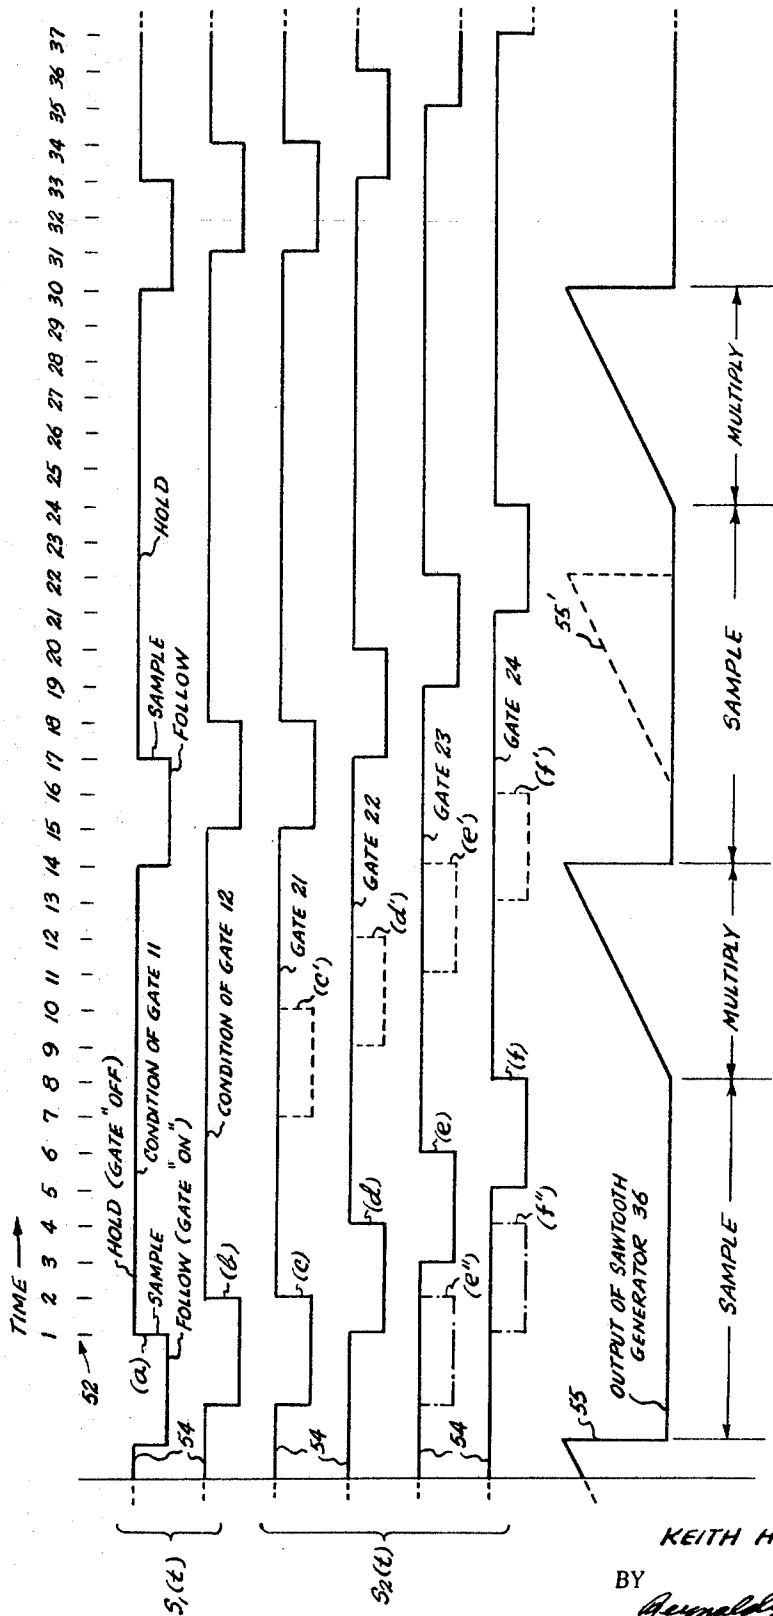 TIME
1 2 3 4 5 6 7 8 9 10 11 12 13 14 15 16 17 18 19 20 21 22 23 24 25 26 27 28 29 30 31 32 33 34 35 36 37
52
HOLD (GATE "OFF)
(a)
SAMPLE
CONDITION OF GATE 11
FOLLOW (GATE "ON")
SAMPLE
FOLLOW
HOLD
54
(b)
CONDITION OF GATE 12
S1(t)
(c)
GATE 21
(c')
54
(d)
GATE 22
(d')
(e)
GATE 23
(e')
(e")
54
(f)
GATE 24
(f')
(f")
S2(t)
55
OUTPUT OF SAWTOOTH
GENERATOR 36
55'
SAMPLE
MULTIPLY
SAMPLE
MULTIPLY
KEITH H
BY